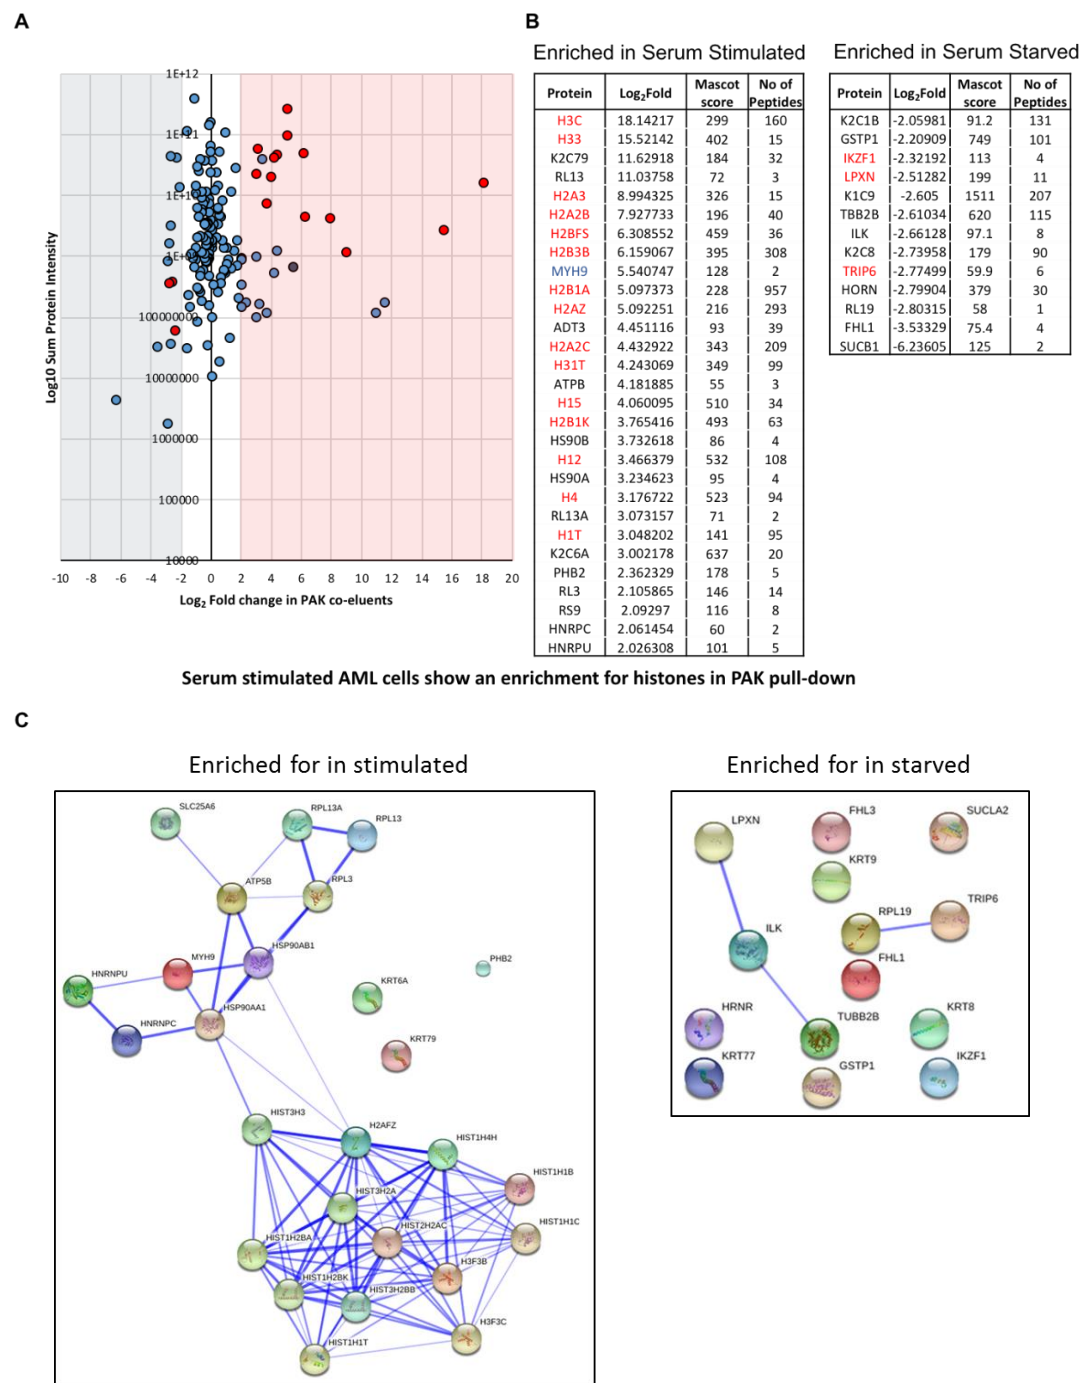 A
B
Enriched in Serum Stimulated
Enriched in Serum Starved
1E+12
1E+11
1E+10
1E+09
100000000
10000000
1000000
100000
10000
-10 -8 -6 -4 -2 0 2 4 6 8 10 12 14 16 18 20
Log10 Sum Protein Intensity
Log2 Fold change in PAK co-eluents
Protein Log2Fold Mascot score No of Peptides
H3C 18.14217 299 160
H33 15.52142 402 15
K2C79 11.62918 184 32
RL13 11.03758 72 3
H2A3 8.994325 326 15
H2A2B 7.927733 196 40
H2BFS 6.308552 459 36
H2B3B 6.159067 395 308
MYH9 5.540747 128 2
H2B1A 5.097373 228 957
H2AZ 5.092251 216 293
ADT3 4.451116 93 39
H2A2C 4.432922 343 209
H31T 4.243069 349 99
ATPB 4.181885 55 3
H15 4.060095 510 34
H2B1K 3.765416 493 63
HS90B 3.732618 86 4
H12 3.466379 532 108
HS90A 3.234623 95 4
H4 3.176722 523 94
RL13A 3.073157 71 2
H1T 3.048202 141 95
K2C6A 3.002178 637 20
PHB2 2.362329 178 5
RL3 2.105865 146 14
RS9 2.09297 116 8
HNRPC 2.061454 60 2
HNRPU 2.026308 101 5
Protein Log2Fold Mascot score No of Peptides
K2C1B -2.05981 91.2 131
GSTP1 -2.20909 749 101
IKZF1 -2.32192 113 4
LPXN -2.51282 199 11
K1C9 -2.605 1511 207
TBB2B -2.61034 620 115
ILK -2.66128 97.1 8
K2C8 -2.73958 179 90
TRIP6 -2.77499 59.9 6
HORN -2.79904 379 30
RL19 -2.80315 58 1
FHL1 -3.53329 75.4 4
SUCB1 -6.23605 125 2
Serum stimulated AML cells show an enrichment for histones in PAK pull-down
C
Enriched for in stimulated
Enriched for in starved
SLC25A6
RPL13A
RPL13
ATP5B
RPL3
MYH9
HSP90AB1
HNRNPU
HSP90AA1
HNRNPC
PHB2
KRT6A
KRT79
HIST3H3
H2AFZ
HIST1H4H
HIST1H1B
HIST3H2A
HIST2H2AC
HIST1H1C
HIST1H2BA
H3F3B
HIST1H2BK
HIST3H2BB
H3F3C
HIST1H1T
LPXN
FHL3
SUCLA2
KRT9
RPL19
TRIP6
ILK
FHL1
HRNR
TUBB2B
KRT8
KRT77
GSTP1
IKZF1